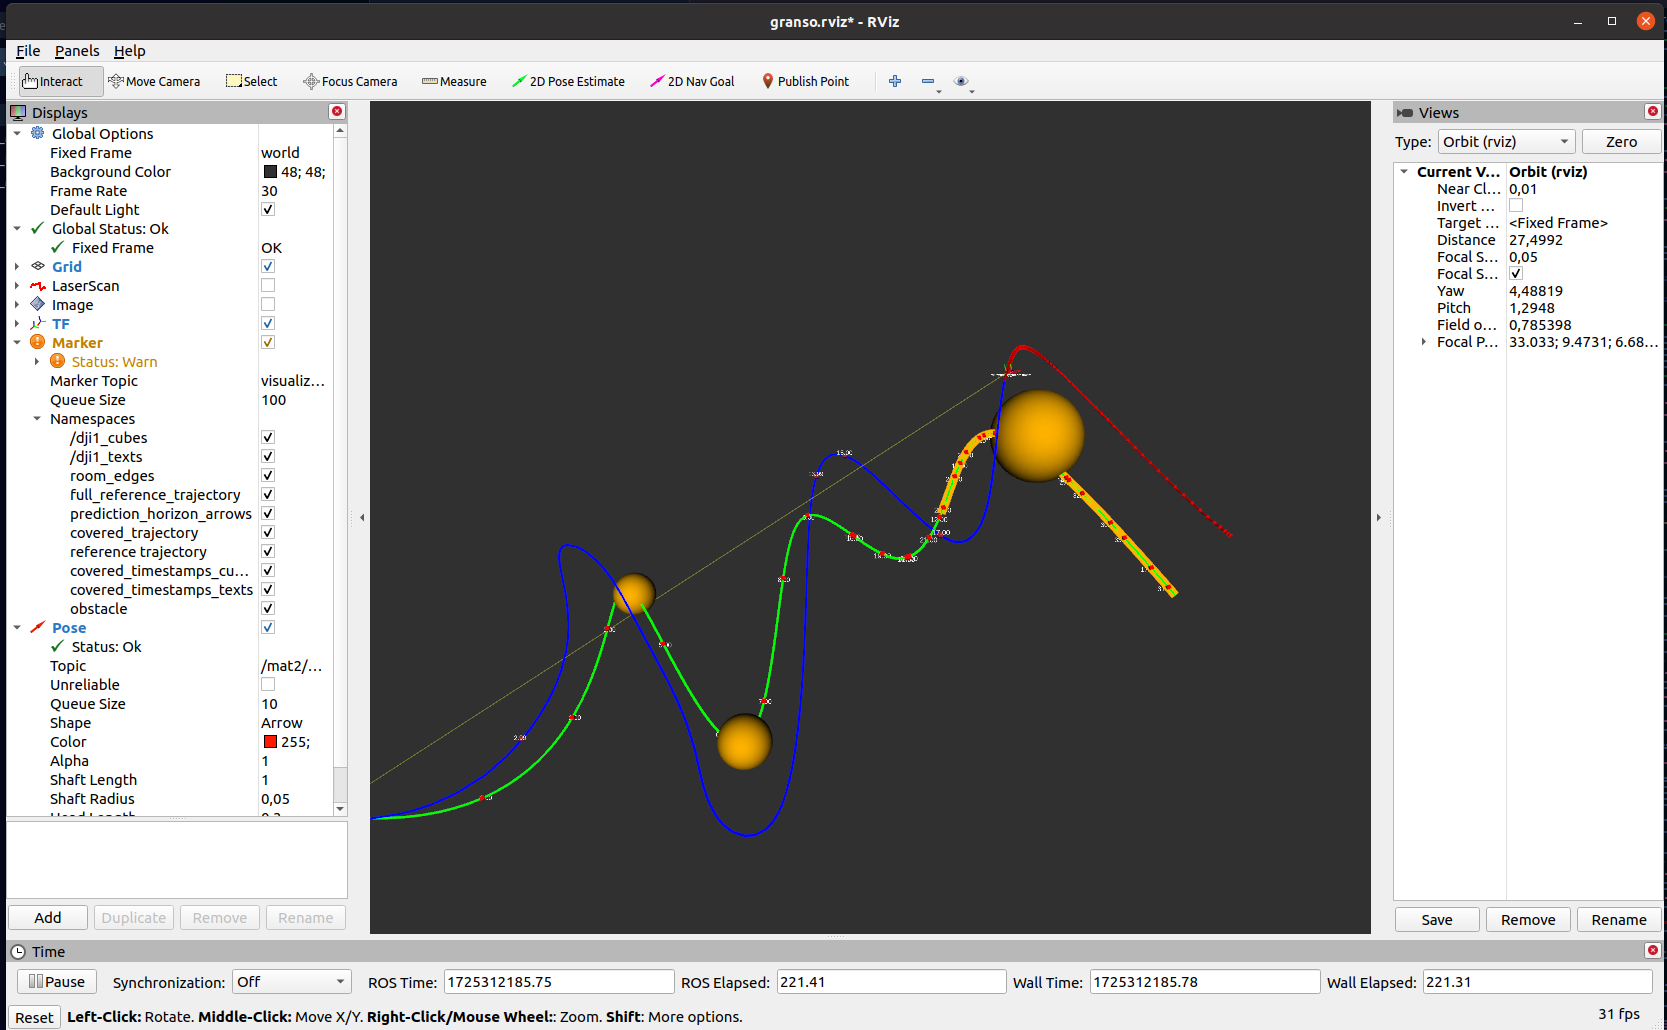 granso.rviz* - RViz
File Panels Help
Interact Move Camera Select Focus Camera Measure 2D Pose Estimate 2D Nav Goal Publish Point
Displays
Global Options
Fixed Frame world
Background Color 48; 48;
Frame Rate 30
Default Light
Global Status: Ok
Fixed Frame OK
Grid
LaserScan
Image
TF
Marker
Status: Warn
Marker Topic visualiz...
Queue Size 100
Namespaces
/dji1_cubes
/dji1_texts
room_edges
full_reference_trajectory
prediction_horizon_arrows
covered_trajectory
reference trajectory
covered_timestamps_cu...
covered_timestamps_texts
obstacle
Pose
Status: Ok
Topic /mat2/...
Unreliable
Queue Size 10
Shape Arrow
Color 255;
Alpha 1
Shaft Length 1
Shaft Radius 0,05
Add Duplicate Remove Rename
15.00
13.99
17.00
2.99
Views
Type: Orbit (rviz) Zero
Current V... Orbit (rviz)
Near Cl... 0,01
Invert ...
Target ... <Fixed Frame>
Distance 27,4992
Focal S... 0,05
Focal S...
Yaw 4,48819
Pitch 1,2948
Field o... 0,785398
Focal P... 33.033; 9.4731; 6.68...
Save Remove Rename
Time
Pause Synchronization: Off ROS Time: 1725312185.75 ROS Elapsed: 221.41 Wall Time: 1725312185.78 Wall Elapsed: 221.31
Reset Left-Click: Rotate. Middle-Click: Move X/Y. Right-Click/Mouse Wheel:: Zoom. Shift: More options. 31 fps